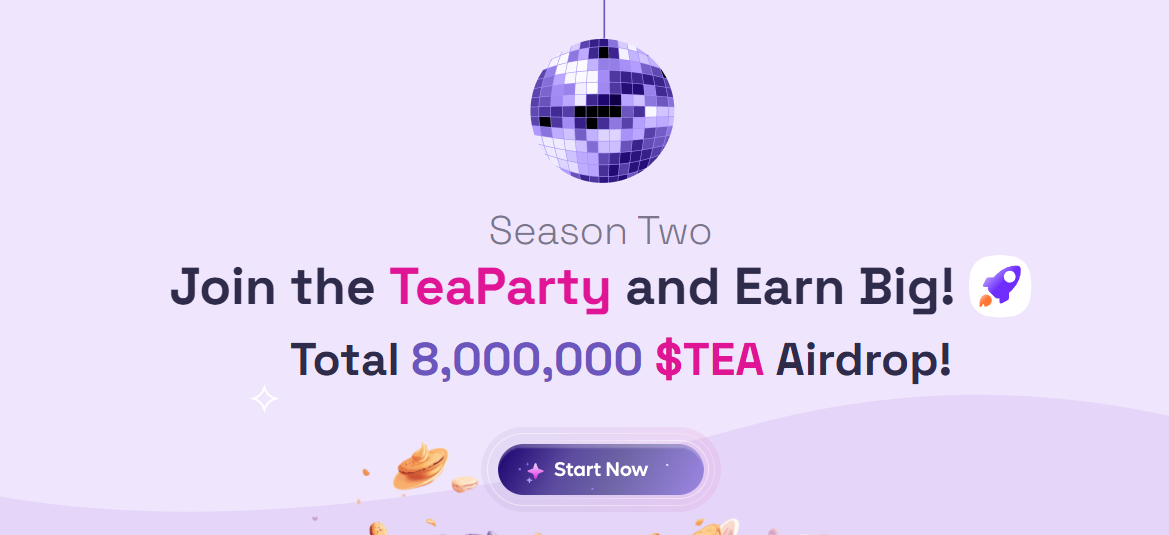 Season Two
Join the TeaParty and Earn Big!
Total 8,000,000 $TEA Airdrop!
Start Now